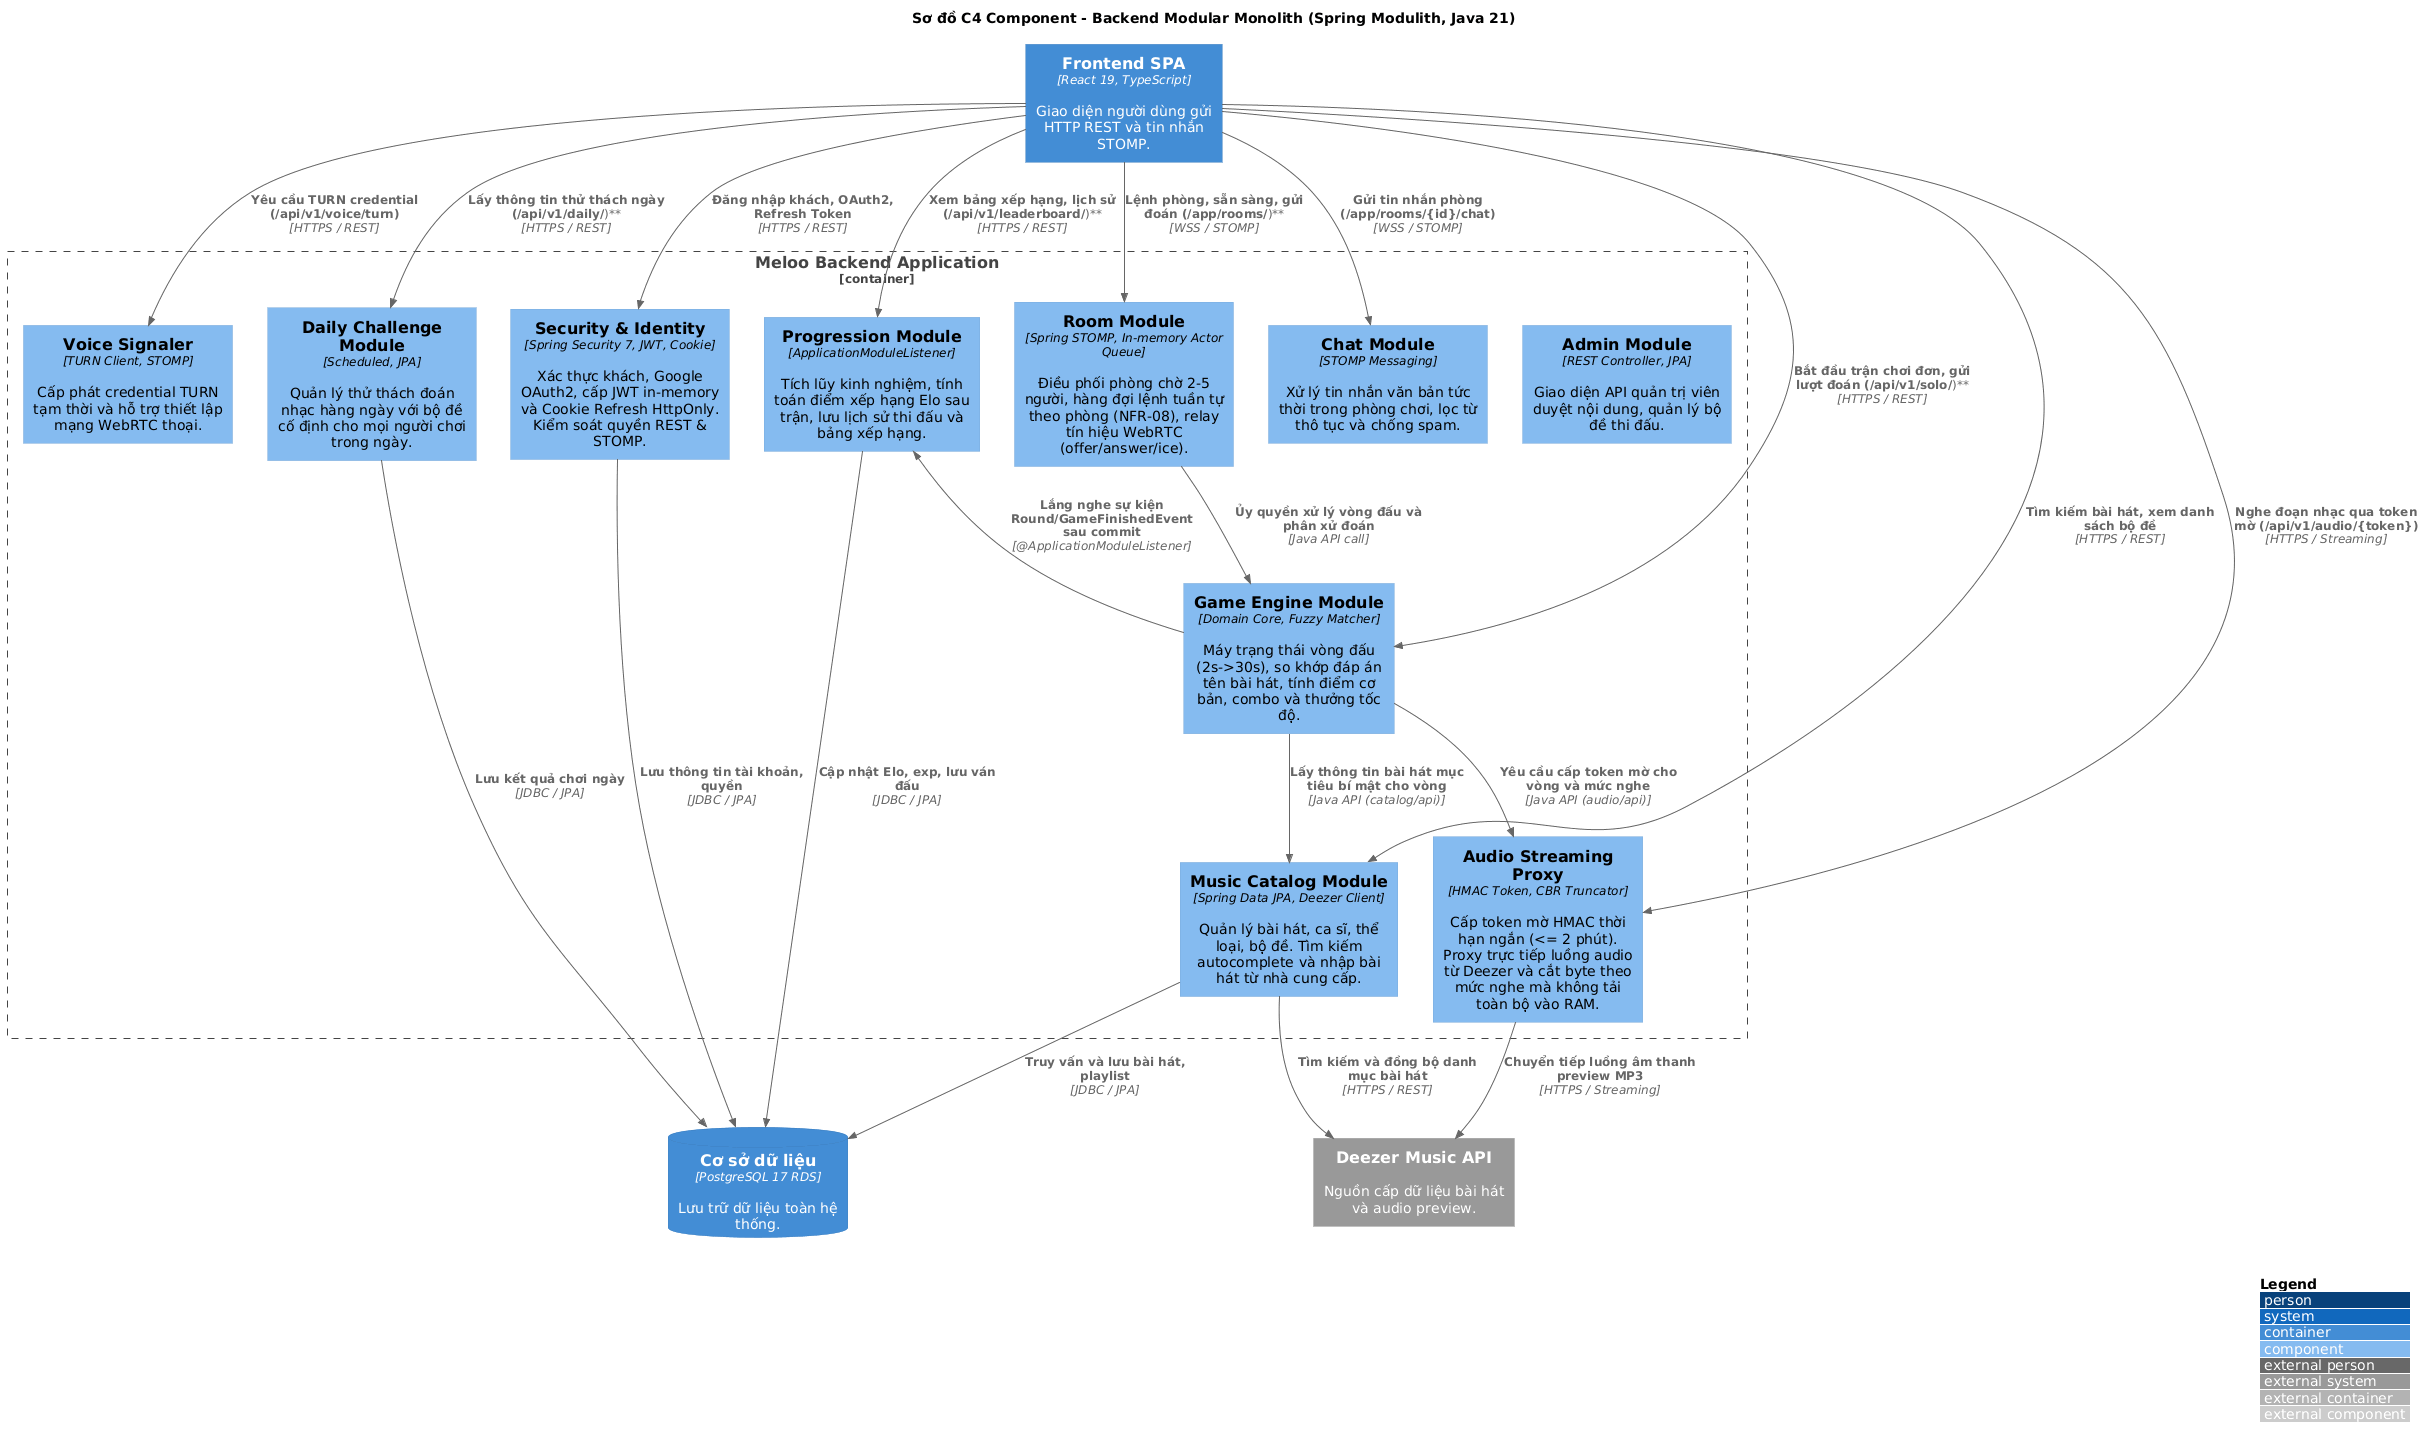 Sơ đồ C4 Component - Backend Modular Monolith (Spring Modulith, Java 21)
Frontend SPA
[React 19, TypeScript]
Giao diện người dùng gửi
HTTP REST và tin nhắn
STOMP.
Yêu cầu TURN credential
(/api/v1/voice/turn)
[HTTPS / REST]
Lấy thông tin thử thách ngày
(/api/v1/daily/)**
[HTTPS / REST]
Đăng nhập khách, OAuth2,
Refresh Token
[HTTPS / REST]
Xem bảng xếp hạng, lịch sử
(/api/v1/leaderboard/)**
[HTTPS / REST]
Lệnh phòng, sẵn sàng, gửi
đoán (/app/rooms/)**
[WSS / STOMP]
Gửi tin nhắn phòng
(/app/rooms/{id}/chat)
[WSS / STOMP]
Meloo Backend Application
[container]
Voice Signaler
[TURN Client, STOMP]
Cấp phát credential TURN
tạm thời và hỗ trợ thiết lập
mạng WebRTC thoại.
Daily Challenge
Module
[Scheduled, JPA]
Quản lý thử thách đoán
nhạc hàng ngày với bộ đề
cố định cho mọi người chơi
trong ngày.
Security & Identity
[Spring Security 7, JWT, Cookie]
Xác thực khách, Google
OAuth2, cấp JWT in-memory
và Cookie Refresh HttpOnly.
Kiểm soát quyền REST &
STOMP.
Progression Module
[ApplicationModuleListener]
Tích lũy kinh nghiệm, tính
toán điểm xếp hạng Elo sau
trận, lưu lịch sử thi đấu và
bảng xếp hạng.
Room Module
[Spring STOMP, In-memory Actor
Queue]
Điều phối phòng chờ 2-5
người, hàng đợi lệnh tuần tự
theo phòng (NFR-08), relay
tín hiệu WebRTC
(offer/answer/ice).
Chat Module
[STOMP Messaging]
Xử lý tin nhắn văn bản tức
thời trong phòng chơi, lọc từ
thô tục và chống spam.
Admin Module
[REST Controller, JPA]
Giao diện API quản trị viên
duyệt nội dung, quản lý bộ
đề thi đấu.
Bắt đầu trận chơi đơn, gửi
lượt đoán (/api/v1/solo/)**
[HTTPS / REST]
Lắng nghe sự kiện
Round/GameFinishedEvent
sau commit
[@ApplicationModuleListener]
Ủy quyền xử lý vòng đấu và
phân xử đoán
[Java API call]
Tìm kiếm bài hát, xem danh
sách bộ đề
[HTTPS / REST]
Nghe đoạn nhạc qua token
mờ (/api/v1/audio/{token})
[HTTPS / Streaming]
Game Engine Module
[Domain Core, Fuzzy Matcher]
Máy trạng thái vòng đấu
(2s->30s), so khớp đáp án
tên bài hát, tính điểm cơ
bản, combo và thưởng tốc
độ.
Lưu kết quả chơi ngày
[JDBC / JPA]
Lưu thông tin tài khoản,
quyền
[JDBC / JPA]
Cập nhật Elo, exp, lưu ván
đấu
[JDBC / JPA]
Lấy thông tin bài hát mục
tiêu bí mật cho vòng
[Java API (catalog/api)]
Yêu cầu cấp token mờ cho
vòng và mức nghe
[Java API (audio/api)]
Music Catalog Module
[Spring Data JPA, Deezer Client]
Quản lý bài hát, ca sĩ, thể
loại, bộ đề. Tìm kiếm
autocomplete và nhập bài
hát từ nhà cung cấp.
Audio Streaming
Proxy
[HMAC Token, CBR Truncator]
Cấp token mờ HMAC thời
hạn ngắn (<= 2 phút).
Proxy trực tiếp luồng audio
từ Deezer và cắt byte theo
mức nghe mà không tải
toàn bộ vào RAM.
Truy vấn và lưu bài hát,
playlist
[JDBC / JPA]
Tìm kiếm và đồng bộ danh
mục bài hát
[HTTPS / REST]
Chuyển tiếp luồng âm thanh
preview MP3
[HTTPS / Streaming]
Cơ sở dữ liệu
[PostgreSQL 17 RDS]
Lưu trữ dữ liệu toàn hệ
thống.
Deezer Music API
Nguồn cấp dữ liệu bài hát
và audio preview.
Legend
person
system
container
component
external person
external system
external container
external component